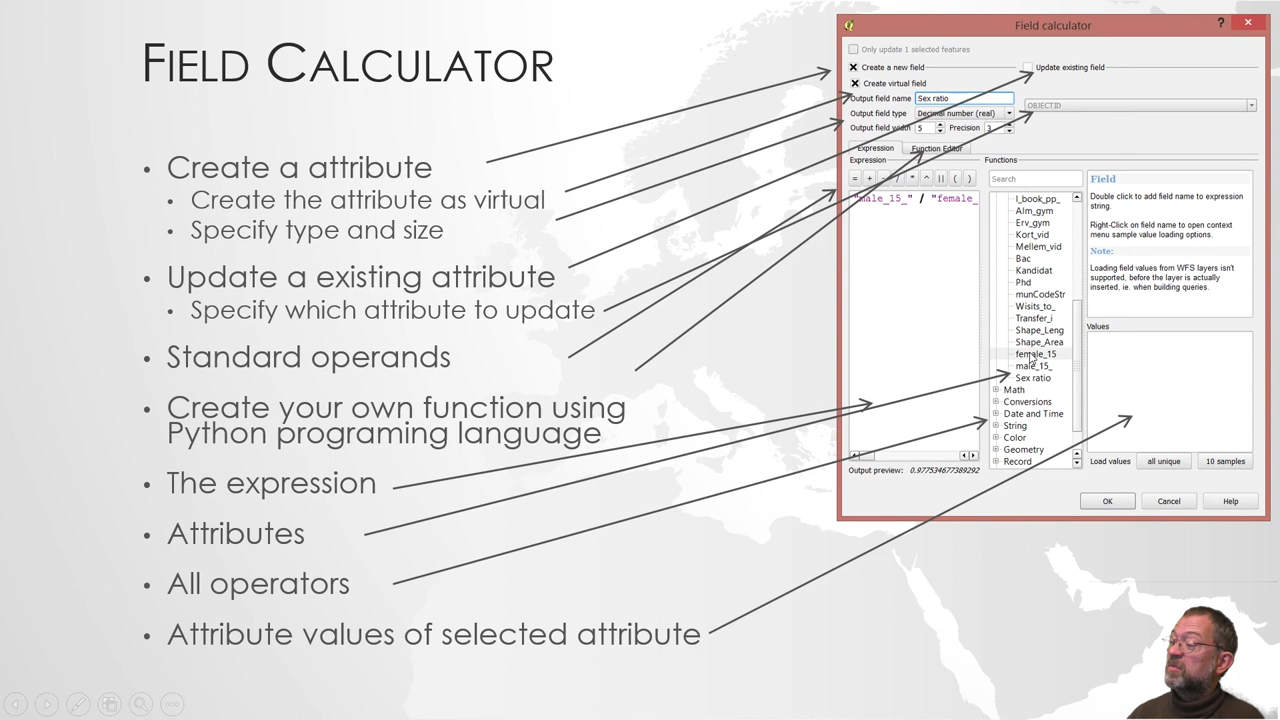 FIELD CALCULATOR
• Create a attribute
• Create the attribute as virtual
• Specify type and size
• Update a existing attribute
• Specify which attribute to update
• Standard operands
• Create your own function using
Python programing language
• The expression
• Attributes
• All operators
• Attribute values of selected attribute
Field calculator
? ×
Only update 1 selected features
Create a new field
Update existing field
Create virtual field
Output field name Sex ratio
OBJECTID
Output field type Decimal number (real)
Output field width 5 Precision 3
Expression Function Editor
Expression
Functions
= + - / * ^ || ( )
Search
"male_15_" / "female_
l_book_pp_
Alm_gym
Erv_gym
Kort_vid
Mellem_vid
Bac
Kandidat
Phd
munCodeStr
Wisits_to_
Transfer_i
Shape_Leng
Shape_Area
female_15
male_15_
Sex ratio
Math
Conversions
Date and Time
String
Color
Geometry
Record
Field
Double click to add field name to expression
string.
Right-Click on field name to open context
menu sample value loading options.
Note:
Loading field values from WFS layers isn't
supported, before the layer is actually
inserted, ie. when building queries.
Values
Load values all unique 10 samples
Output preview: 0.977534677389292
OK Cancel Help